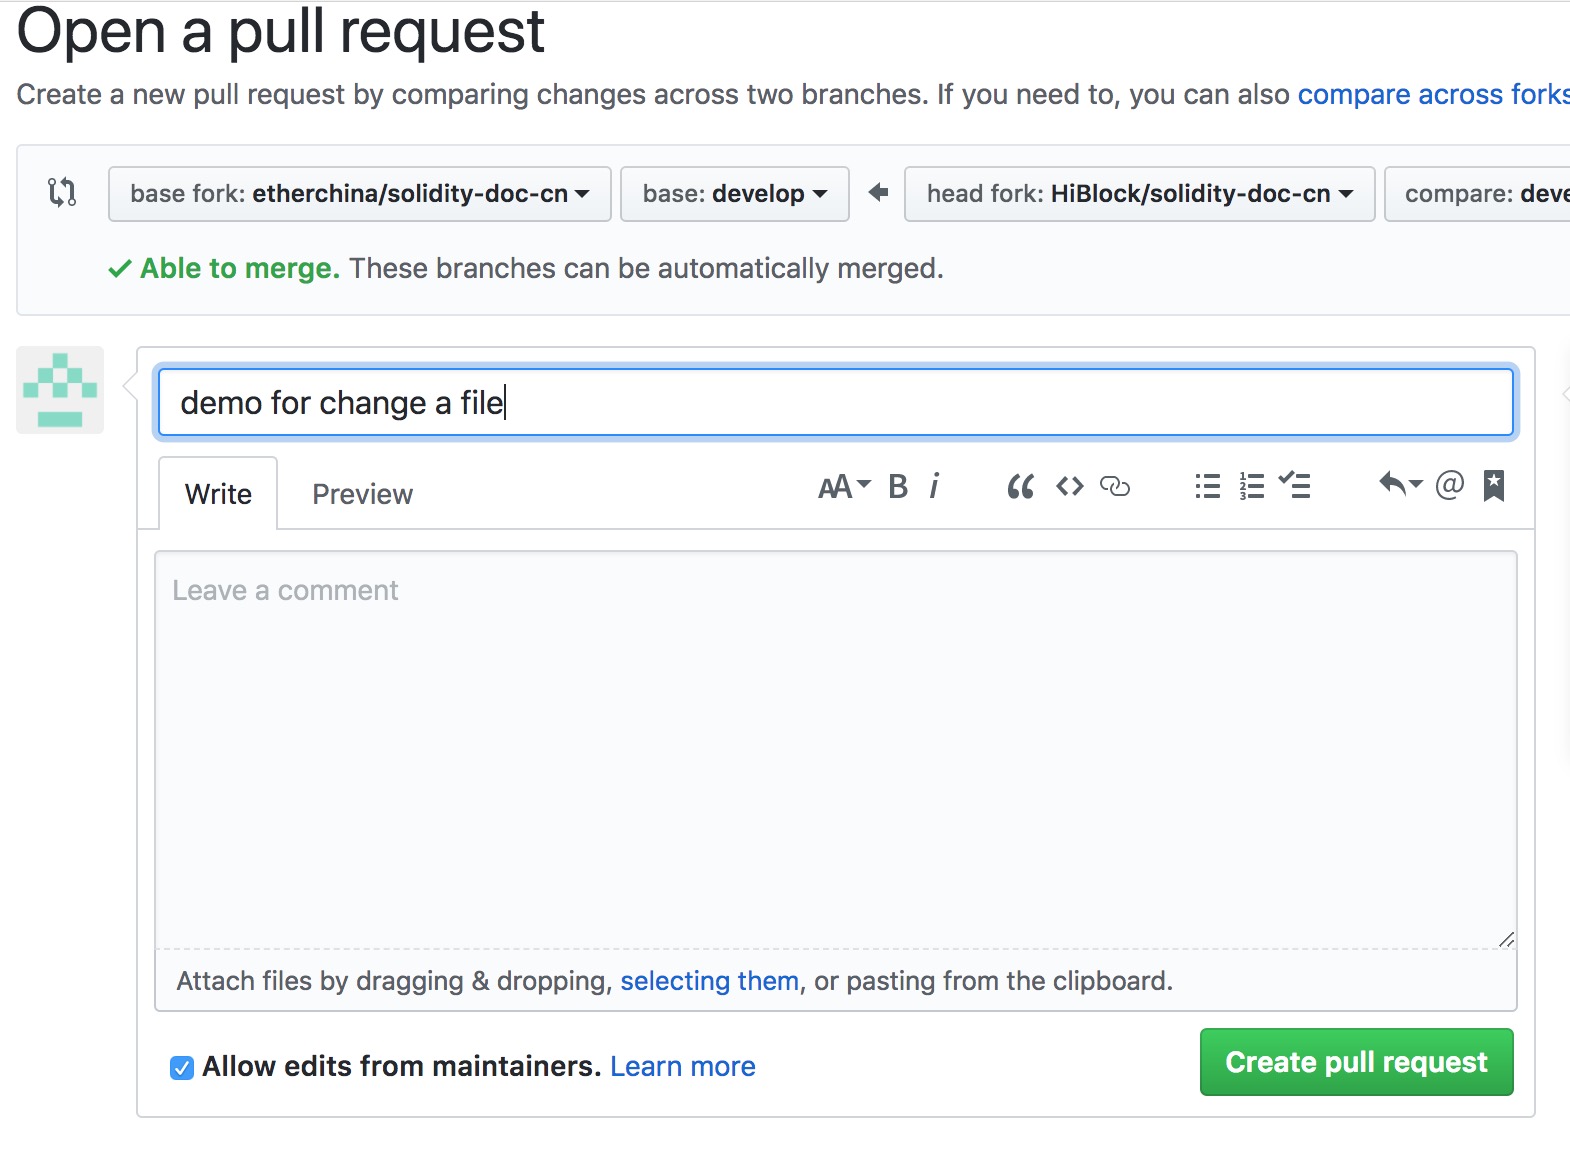 Open a pull request
Create a new pull request by comparing changes across two branches. If you need to, you can also compare across forks
base fork: etherchina/solidity-doc-cn base: develop head fork: HiBlock/solidity-doc-cn compare: deve
Able to merge. These branches can be automatically merged.
demo for change a file
Write Preview AA B i
Leave a comment
Attach files by dragging & dropping, selecting them, or pasting from the clipboard.
Allow edits from maintainers. Learn more Create pull request